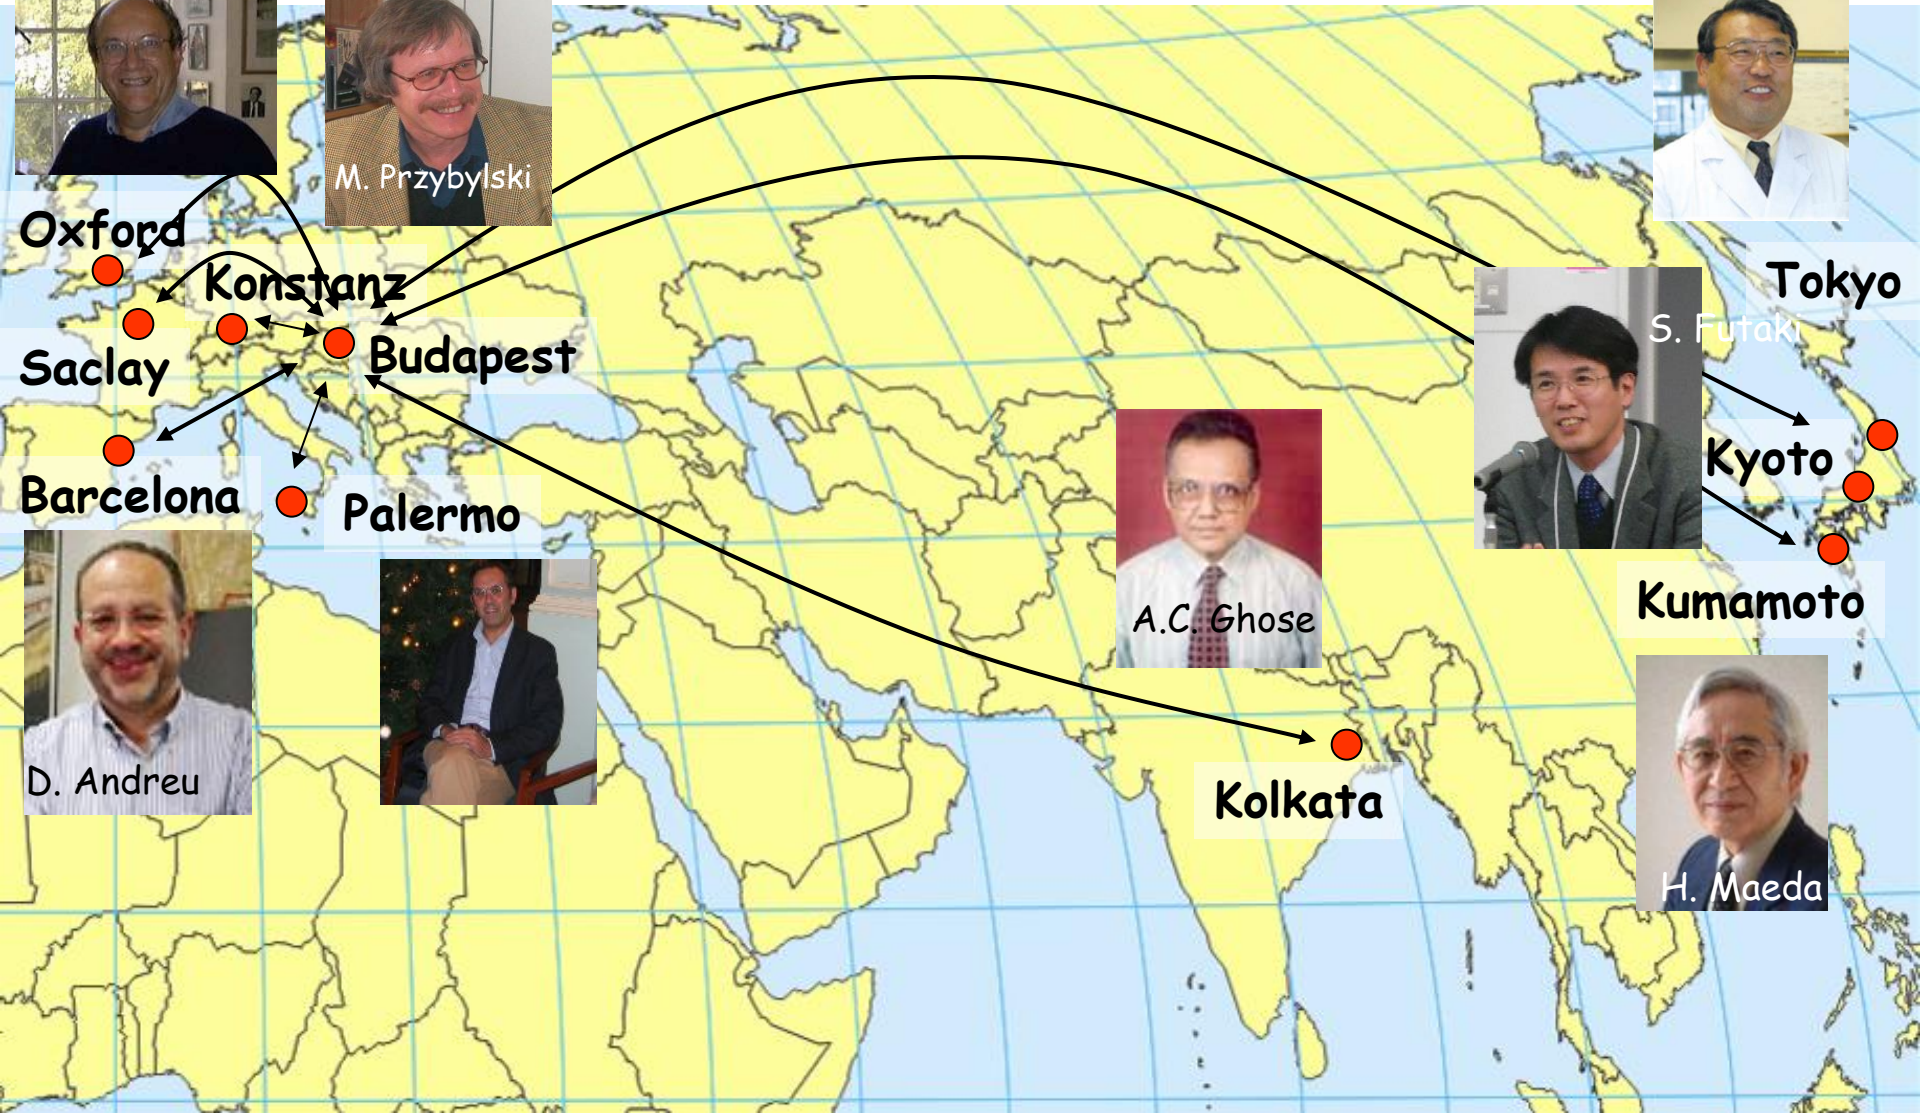 M. Przybylski
Oxford
Konstanz
Tokyo
S. Futaki
Saclay
Budapest
Kyoto
Barcelona
Palermo
Kumamoto
A.C. Ghose
D. Andreu
Kolkata
H. Maeda